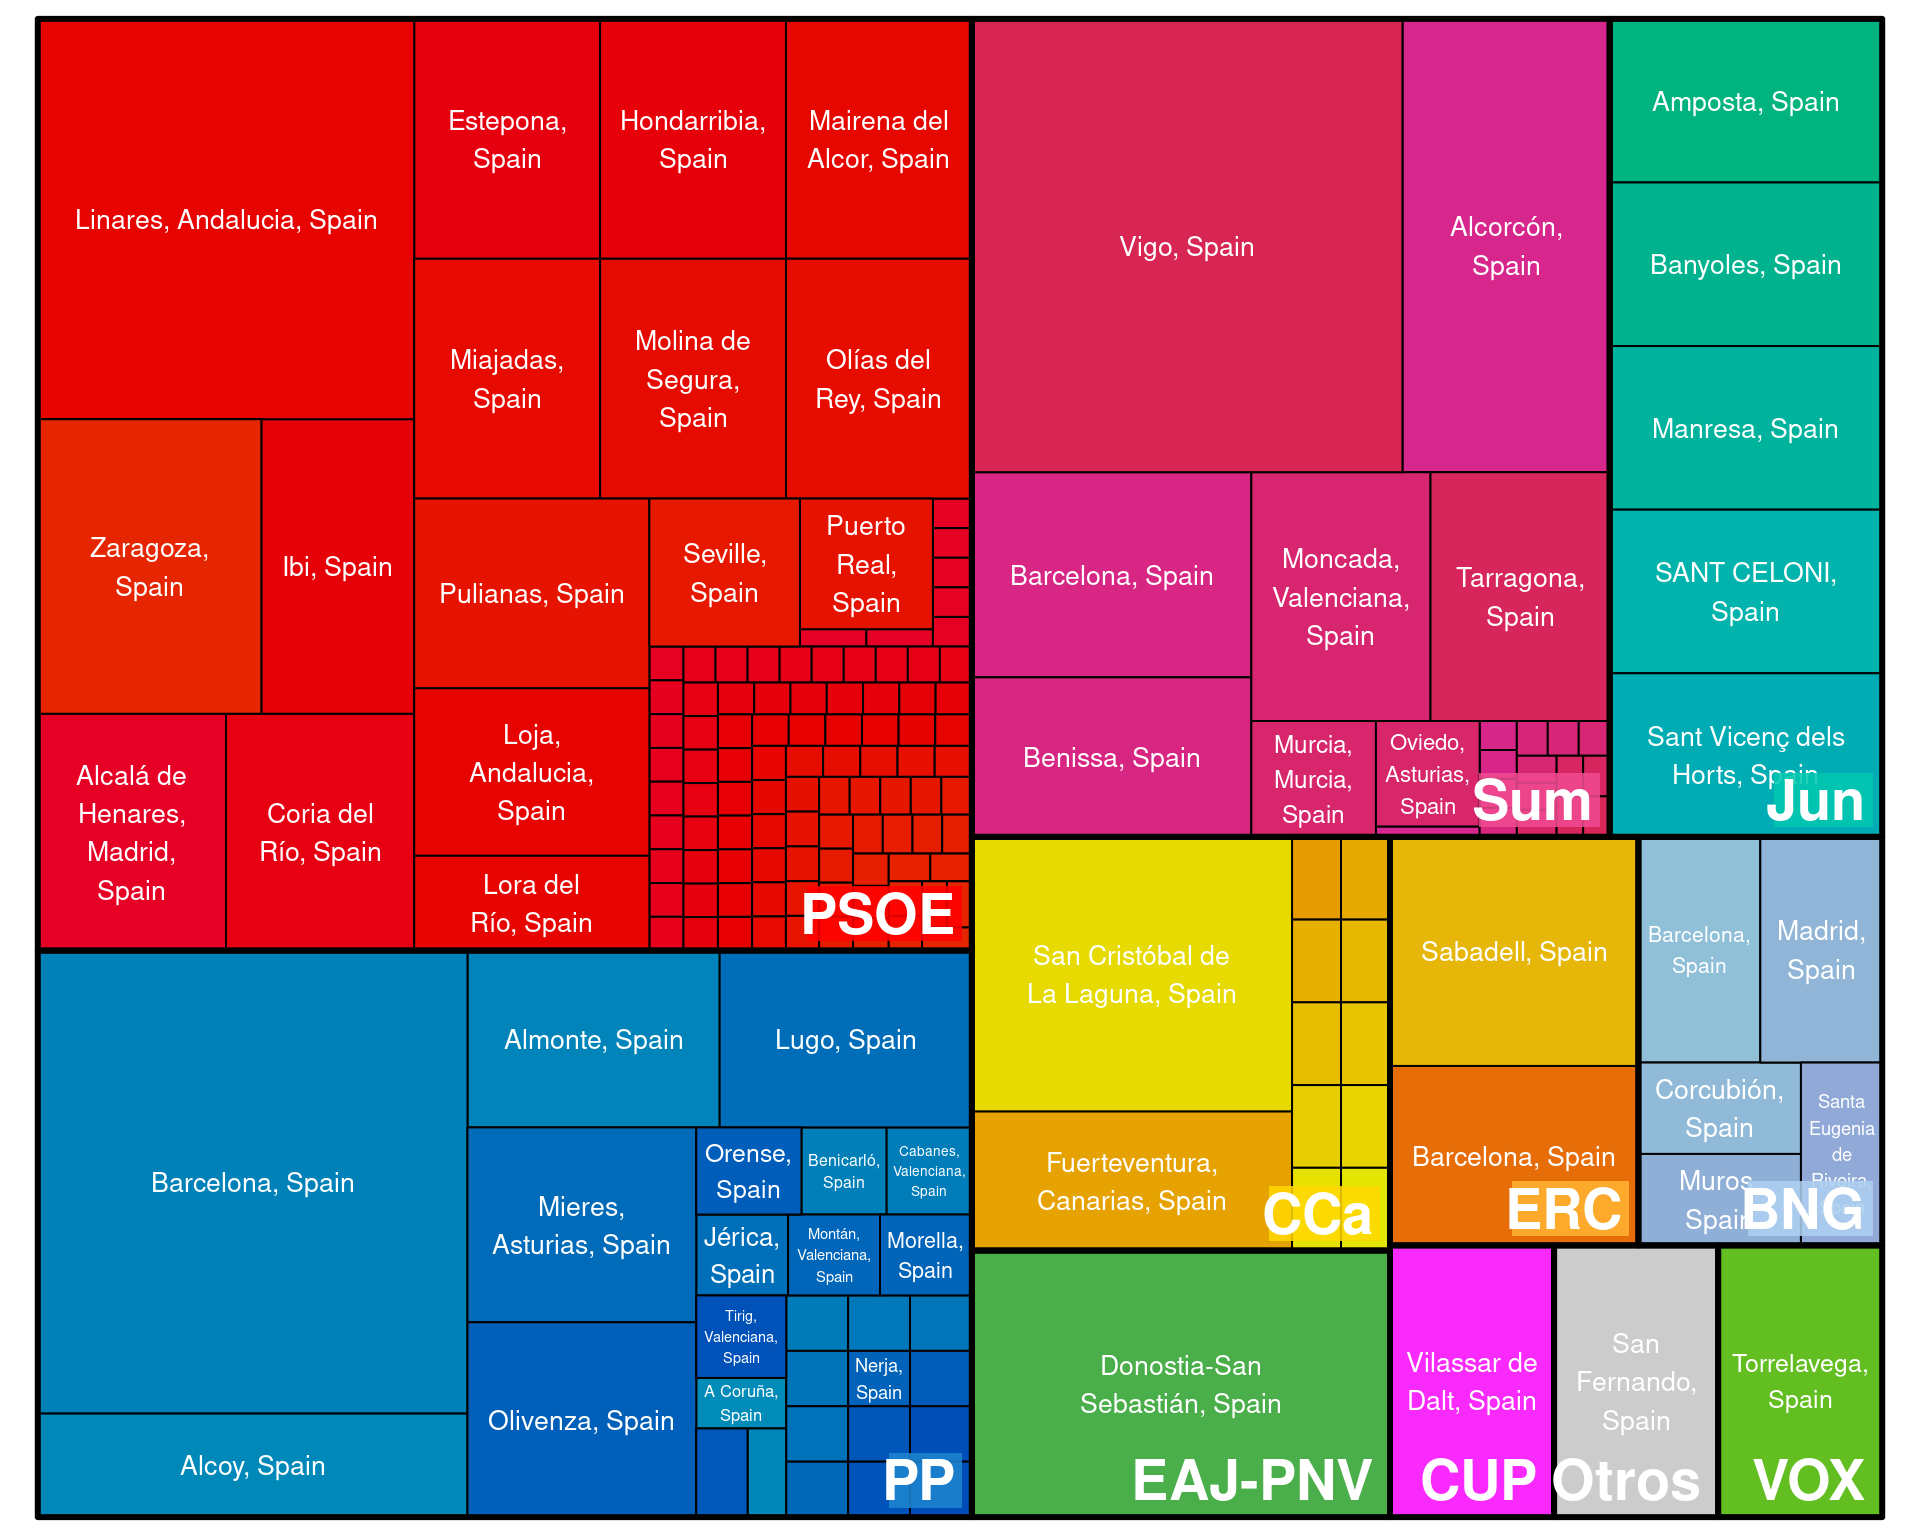 Linares, Andalucia, Spain
Estepona,
Spain
Hondarribia,
Spain
Mairena del
Alcor, Spain
Miajadas,
Spain
Molina de
Segura,
Spain
Olías del
Rey, Spain
Zaragoza,
Spain
Ibi, Spain
Pulianas, Spain
Seville,
Spain
Puerto
Real,
Spain
Alcalá de
Henares,
Madrid,
Spain
Coria del
Río, Spain
Loja,
Andalucia,
Spain
Lora del
Río, Spain
PSOE
Vigo, Spain
Alcorcón,
Spain
Barcelona, Spain
Moncada,
Valenciana,
Spain
Tarragona,
Spain
Benissa, Spain
Murcia,
Murcia,
Spain
Oviedo,
Asturias,
Spain
Sum
Amposta, Spain
Banyoles, Spain
Manresa, Spain
SANT CELONI,
Spain
Sant Vicenç dels
Horts, Spain
Jun
Barcelona, Spain
Alcoy, Spain
Almonte, Spain
Lugo, Spain
Mieres,
Asturias, Spain
Olivenza, Spain
Orense,
Spain
Benicarló,
Spain
Cabanes,
Valenciana,
Spain
Jérica,
Spain
Montán,
Valenciana,
Spain
Morella,
Spain
Tirig,
Valenciana,
Spain
A Coruña,
Spain
Nerja,
Spain
PP
San Cristóbal de
La Laguna, Spain
Fuerteventura,
Canarias, Spain
CCa
Sabadell, Spain
Barcelona, Spain
ERC
Barcelona,
Spain
Madrid,
Spain
Corcubión,
Spain
Muros,
Spain
Santa
Eugenia
de
Riveira,
BNG
Donostia-San
Sebastián, Spain
EAJ-PNV
Vilassar de
Dalt, Spain
CUP
San
Fernando,
Spain
Otros
Torrelavega,
Spain
VOX